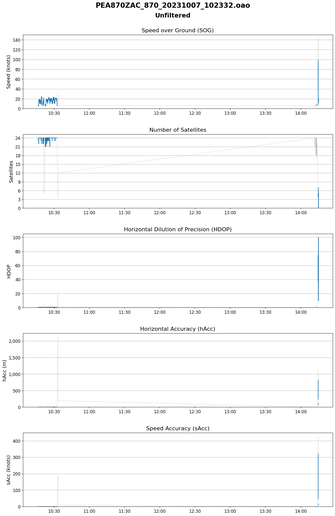 PEA870ZAC_870_20231007_102332.oao
Unfiltered
Speed over Ground (SOG)
Speed (knots)
140
120
100
80
60
40
20
0
10:30 11:00 11:30 12:00 12:30 13:00 13:30 14:00
Number of Satellites
Satellites
24
21
18
15
12
9
6
3
0
10:30 11:00 11:30 12:00 12:30 13:00 13:30 14:00
Horizontal Dilution of Precision (HDOP)
HDOP
100
80
60
40
20
0
10:30 11:00 11:30 12:00 12:30 13:00 13:30 14:00
Horizontal Accuracy (hAcc)
hAcc (m)
2,000
1,500
1,000
500
0
10:30 11:00 11:30 12:00 12:30 13:00 13:30 14:00
Speed Accuracy (sAcc)
sAcc (knots)
400
300
200
100
0
10:30 11:00 11:30 12:00 12:30 13:00 13:30 14:00